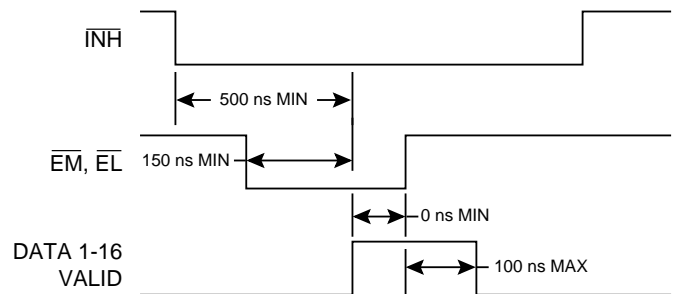 INH
500 ns MIN
EM, EL
150 ns MIN
0 ns MIN
DATA 1-16
VALID
100 ns MAX